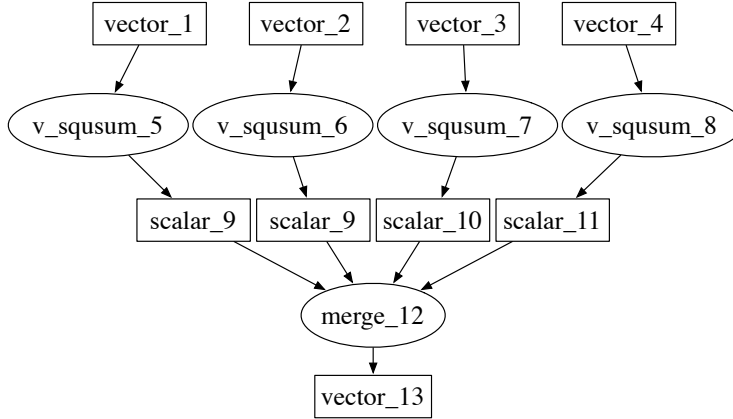 vector_1 vector_2 vector_3 vector_4
v_squsum_5 v_squsum_6 v_squsum_7 v_squsum_8
scalar_9 scalar_9 scalar_10 scalar_11
merge_12
vector_13